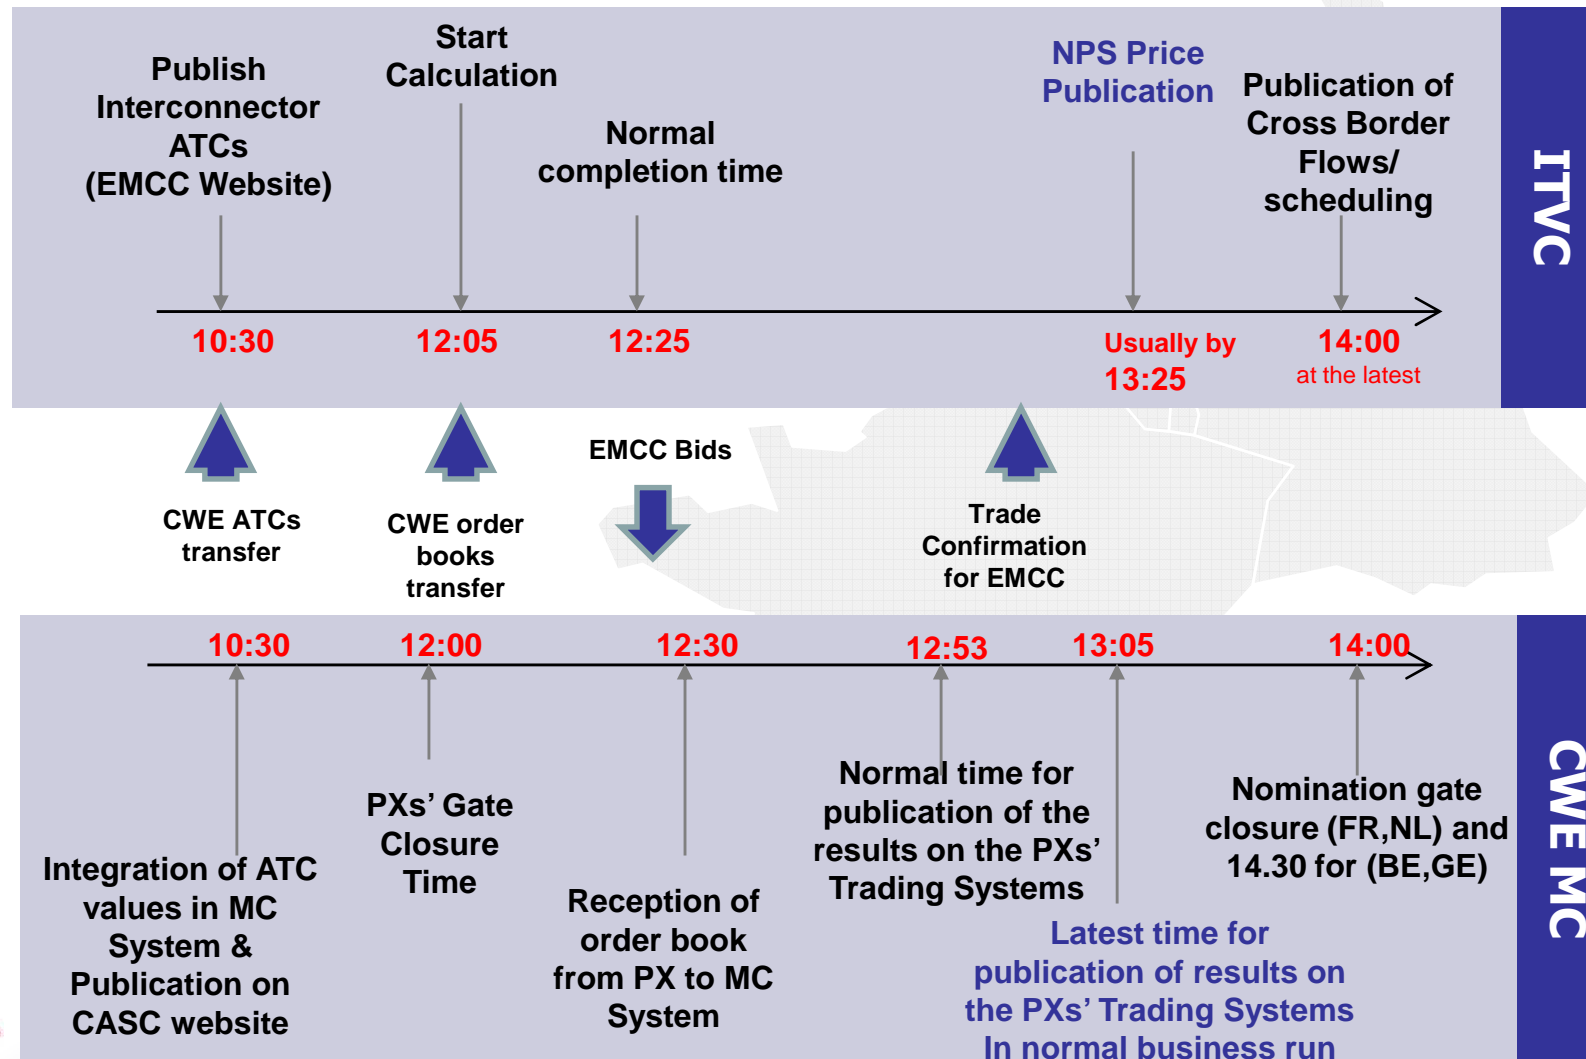 Publish
Interconnector
ATCs
(EMCC Website)
Start
Calculation
Normal
completion time
NPS Price
Publication
Publication of
Cross Border
Flows/
scheduling
ITVC
10:30
12:05
12:25
Usually by
13:25
14:00
at the latest
CWE ATCs
transfer
CWE order
books
transfer
EMCC Bids
Trade
Confirmation
for EMCC
10:30
12:00
12:30
12:53
13:05
14:00
Integration of ATC
values in MC
System &
Publication on
CASC website
PXs’ Gate
Closure
Time
Reception of
order book
from PX to MC
System
Normal time for
publication of the
results on the PXs’
Trading Systems
Latest time for
publication of results on
the PXs’ Trading Systems
In normal business run
Nomination gate
closure (FR,NL) and
14.30 for (BE,GE)
CWE MC